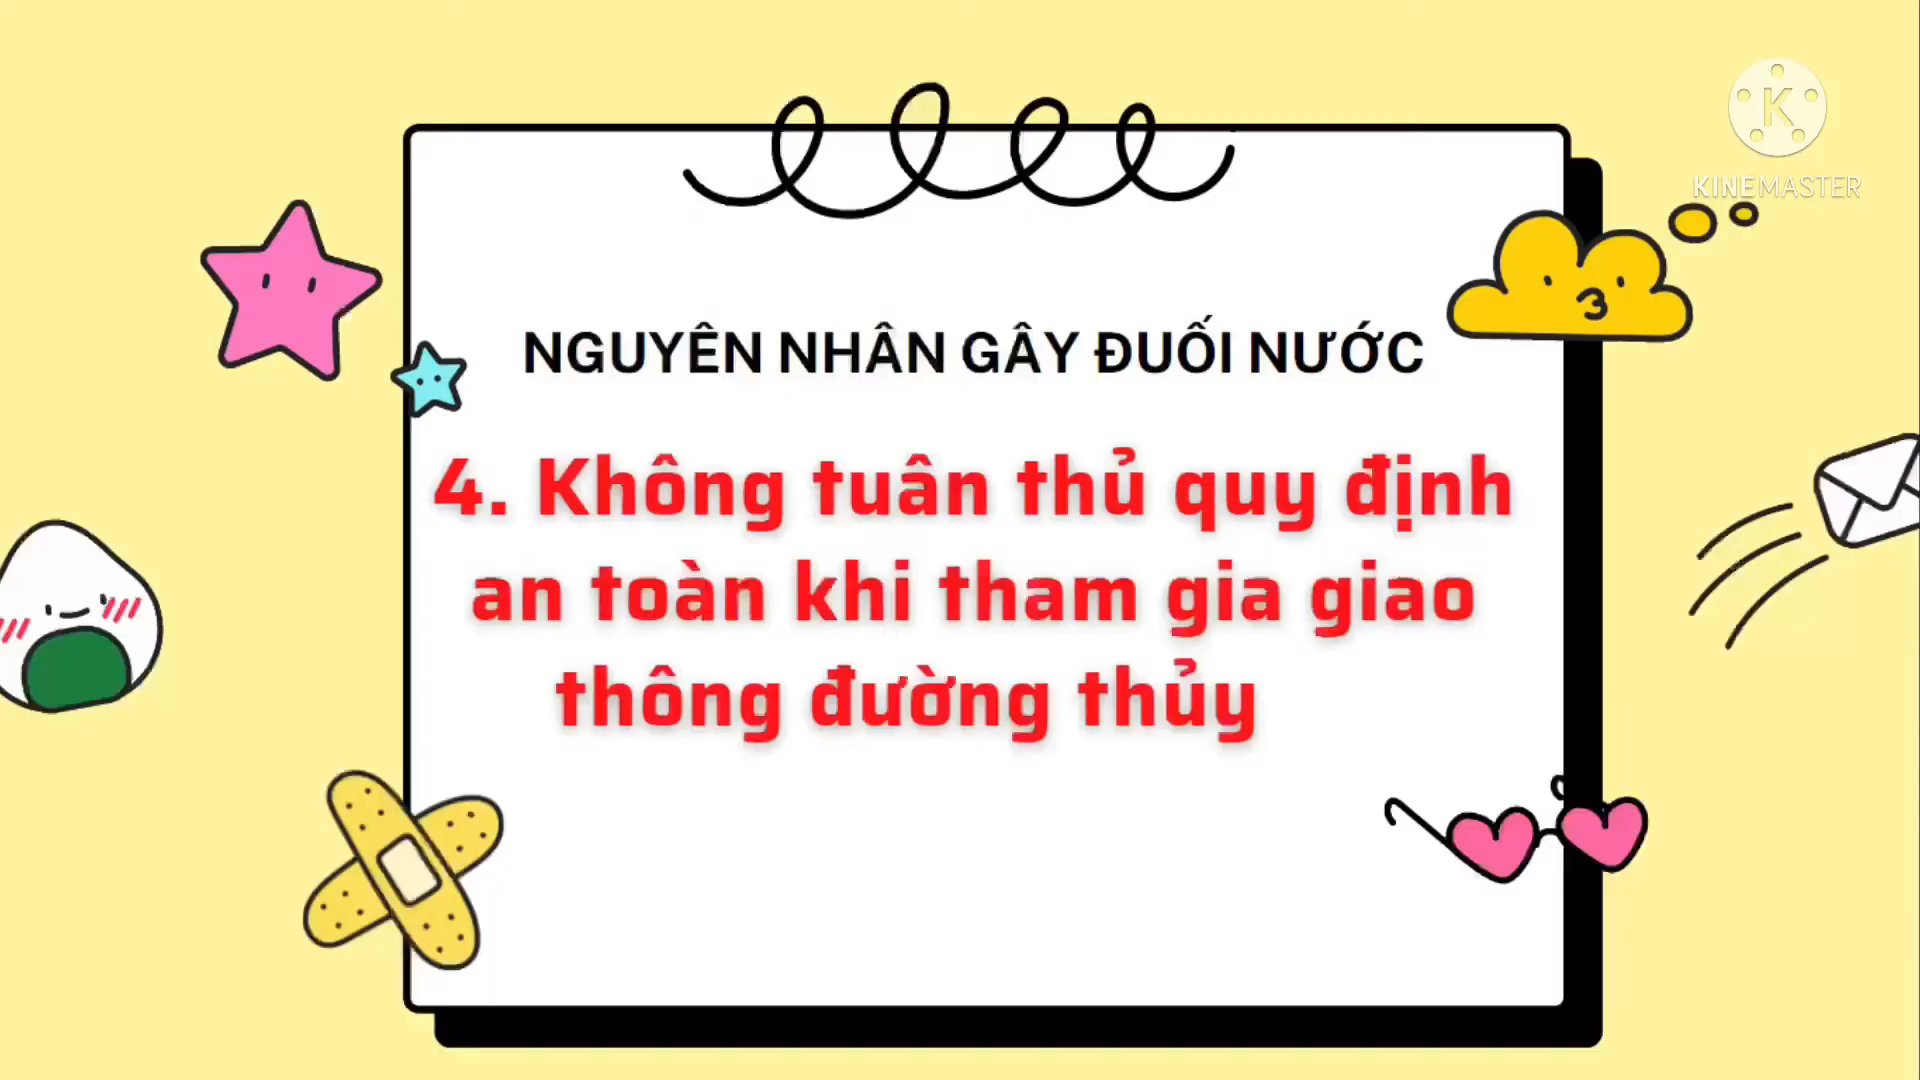 KINEMASTER
NGUYÊN NHÂN GÂY ĐUỐI NƯỚC
4. Không tuân thủ quy định
an toàn khi tham gia giao
thông đường thủy